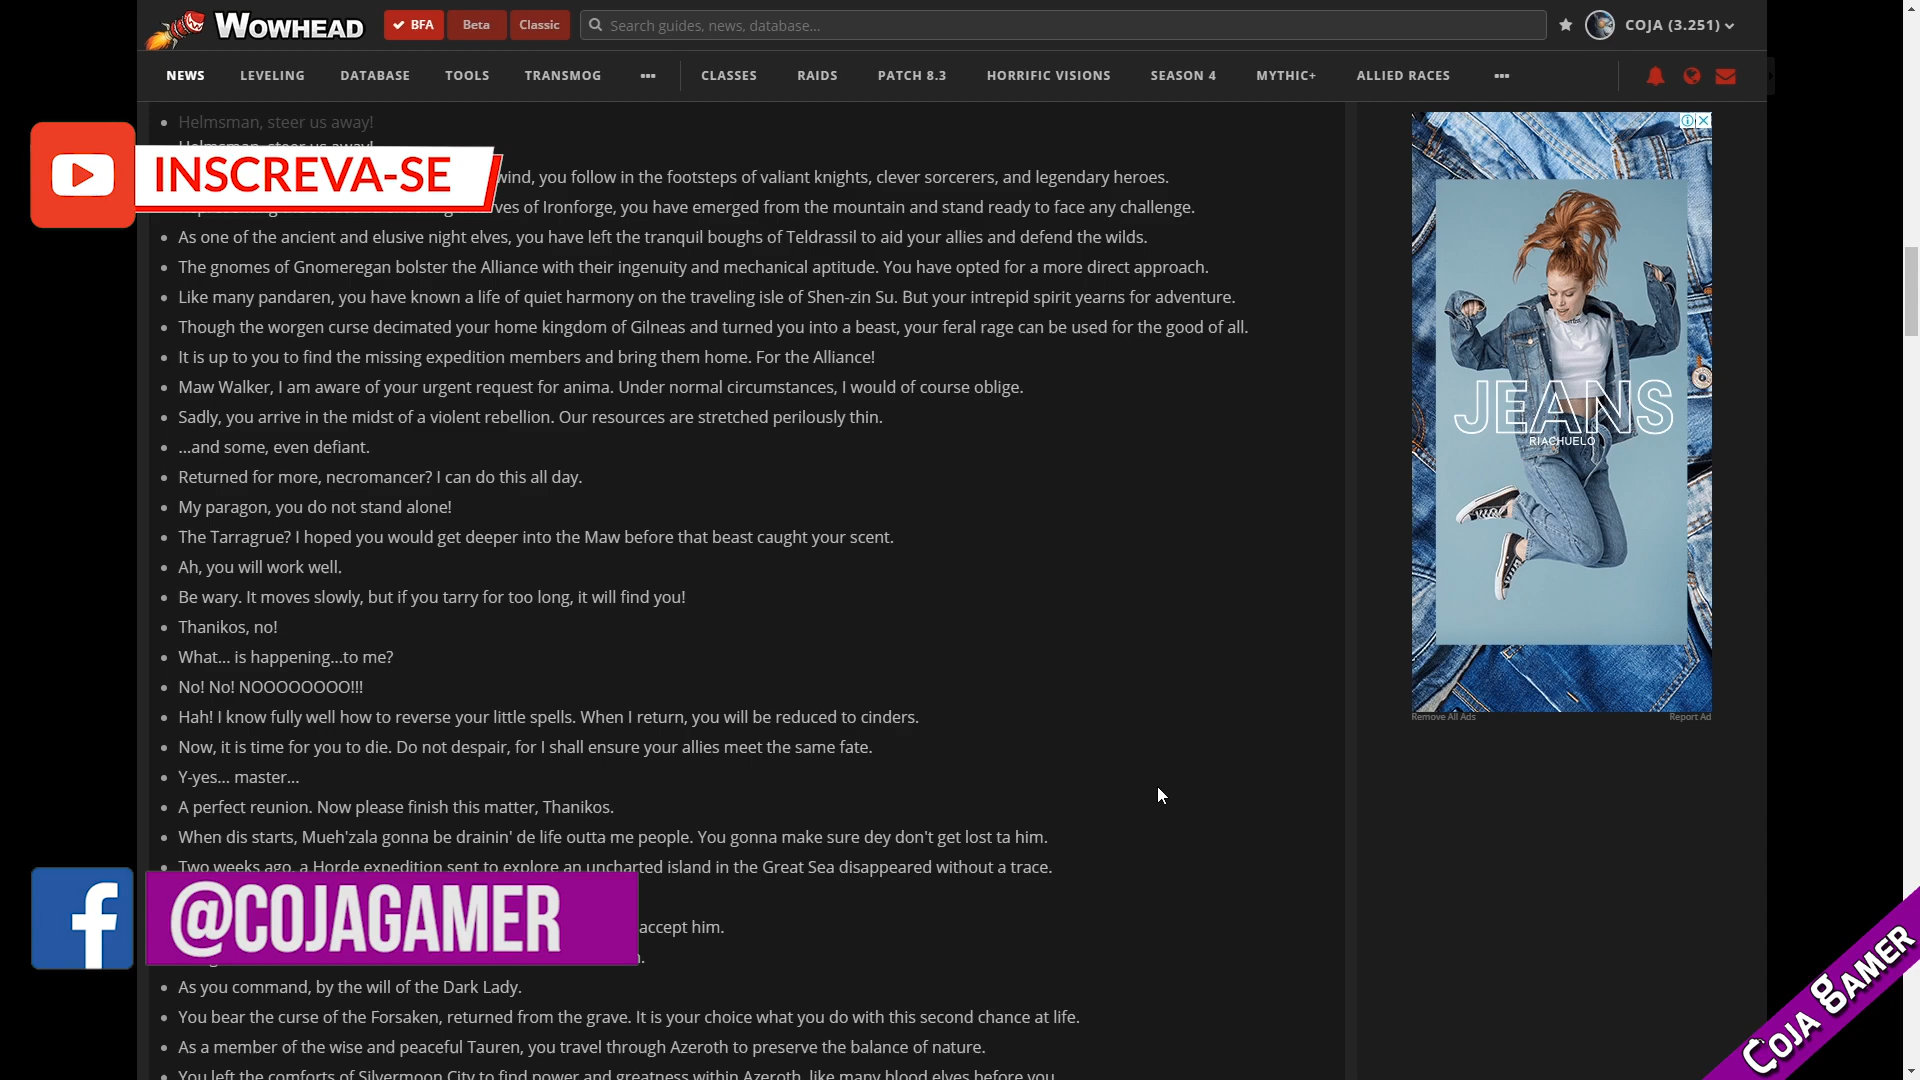 WOWHEAD
BFA
Beta
Classic
Search guides, news, database...
COJA (3.251)
NEWS
LEVELING
DATABASE
TOOLS
TRANSMOG
CLASSES
RAIDS
PATCH 8.3
HORRIFIC VISIONS
SEASON 4
MYTHIC+
ALLIED RACES
Helmsman, steer us away!
INSCREVA-SE
wind, you follow in the footsteps of valiant knights, clever sorcerers, and legendary heroes.
of Ironforge, you have emerged from the mountain and stand ready to face any challenge.
As one of the ancient and elusive night elves, you have left the tranquil boughs of Teldrassil to aid your allies and defend the wilds.
The gnomes of Gnomeregan bolster the Alliance with their ingenuity and mechanical aptitude. You have opted for a more direct approach.
Like many pandaren, you have known a life of quiet harmony on the traveling isle of Shen-zin Su. But your intrepid spirit yearns for adventure.
Though the worgen curse decimated your home kingdom of Gilneas and turned you into a beast, your feral rage can be used for the good of all.
It is up to you to find the missing expedition members and bring them home. For the Alliance!
Maw Walker, I am aware of your urgent request for anima. Under normal circumstances, I would of course oblige.
Sadly, you arrive in the midst of a violent rebellion. Our resources are stretched perilously thin.
...and some, even defiant.
Returned for more, necromancer? I can do this all day.
My paragon, you do not stand alone!
The Tarragrue? I hoped you would get deeper into the Maw before that beast caught your scent.
Ah, you will work well.
Be wary. It moves slowly, but if you tarry for too long, it will find you!
Thanikos, no!
What... is happening...to me?
No! No! NOOOOOOOO!!!
Hah! I know fully well how to reverse your little spells. When I return, you will be reduced to cinders.
Now, it is time for you to die. Do not despair, for I shall ensure your allies meet the same fate.
Y-yes... master...
A perfect reunion. Now please finish this matter, Thanikos.
When dis starts, Mueh'zala gonna be drainin' de life outta me people. You gonna make sure dey don't get lost ta him.
Two weeks ago, a Horde expedition sent to explore an uncharted island in the Great Sea disappeared without a trace.
@COJAGAMER
accept him.
As you command, by the will of the Dark Lady.
You bear the curse of the Forsaken, returned from the grave. It is your choice what you do with this second chance at life.
As a member of the wise and peaceful Tauren, you travel through Azeroth to preserve the balance of nature.
You left the comforts of Silvermoon City to find power and greatness within Azeroth, like many blood elves before you
JEANS
RIACHUELO
Remove All Ads
Report Ad
COJA gAMER